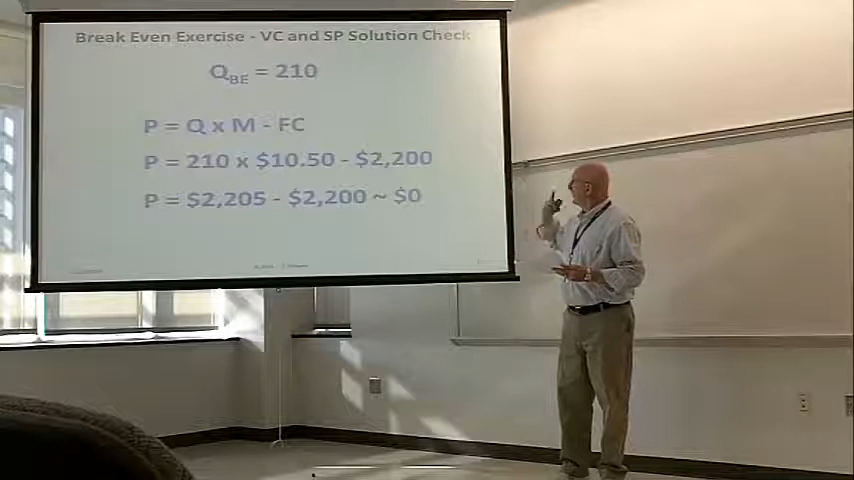 Break Even Exercise - VC and SP Solution Check
QBE = 210
P = Q x M - FC
P = 210 x $10.50 - $2,200
P = $2,205 - $2,200 ~ $0